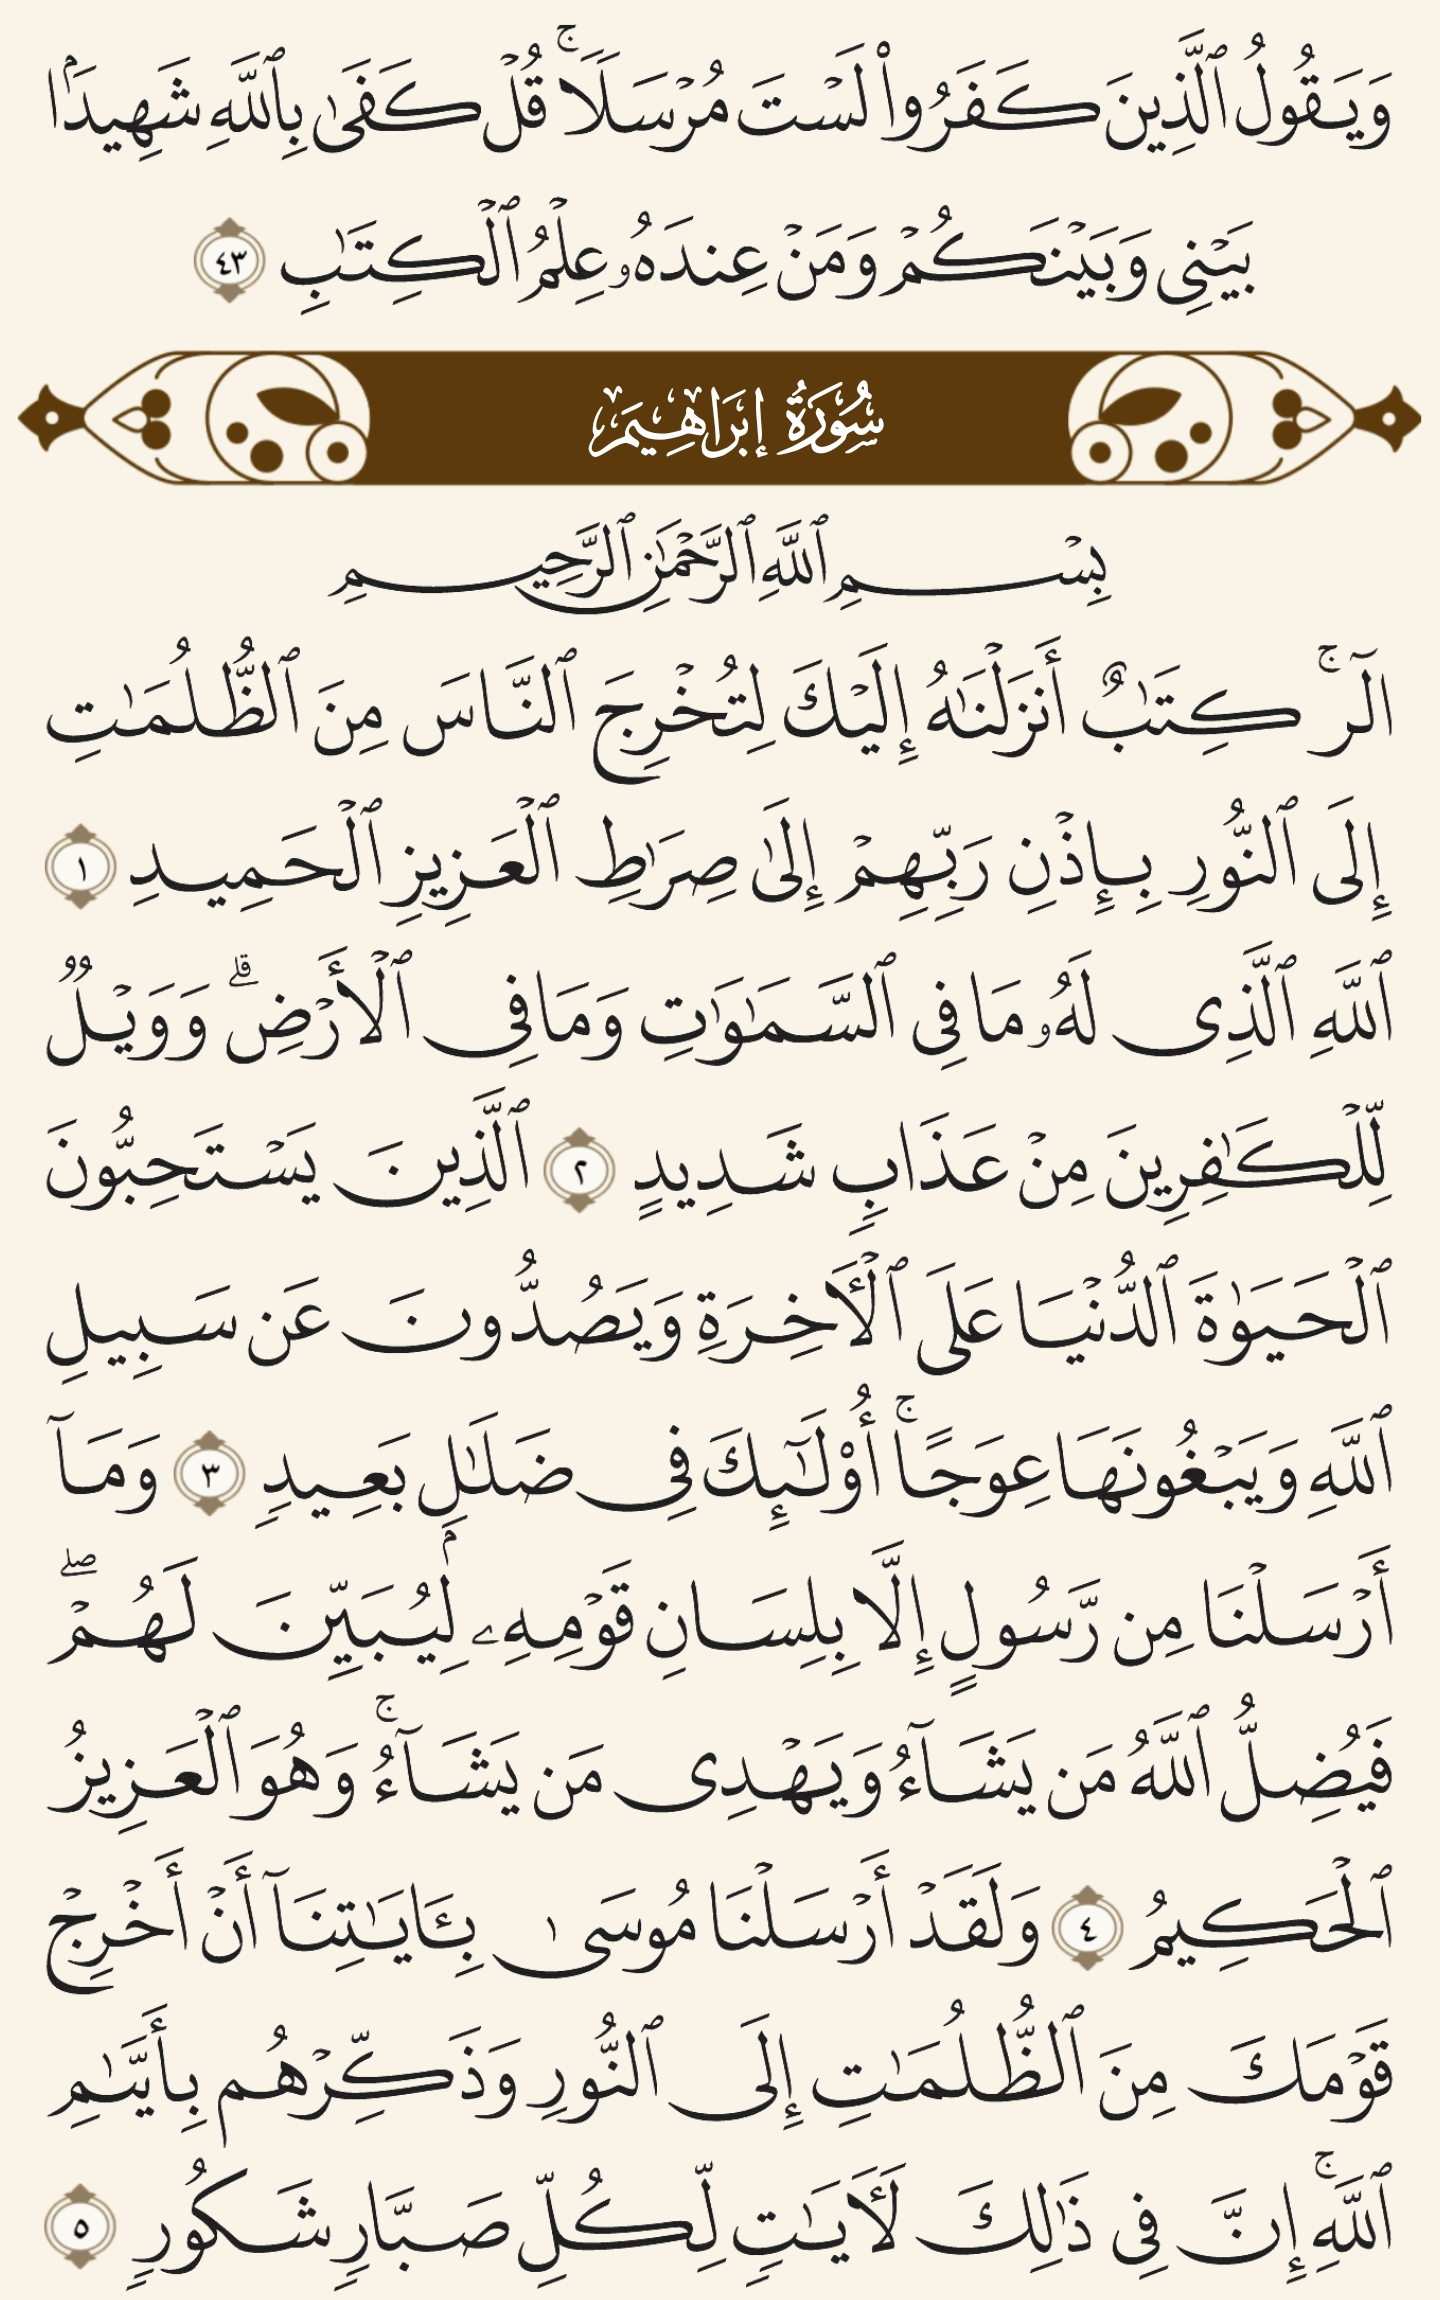 وَيَقُولُ ٱلَّذِينَ كَفَرُواْ لَسۡتَ مُرۡسَلٗاۚ قُلۡ كَفَىٰ بِٱللَّهِ شَهِيدَۢا
بَيۡنِي وَبَيۡنَكُمۡ وَمَنۡ عِندَهُۥ عِلۡمُ ٱلۡكِتَٰبِ ٤٣
سُورَةُ إِبۡرَاهِيمَ
بِسۡمِ ٱللَّهِ ٱلرَّحۡمَٰنِ ٱلرَّحِيمِ
الٓرۚ كِتَٰبٌ أَنزَلۡنَٰهُ إِلَيۡكَ لِتُخۡرِجَ ٱلنَّاسَ مِنَ ٱلظُّلُمَٰتِ
إِلَى ٱلنُّورِ بِإِذۡنِ رَبِّهِمۡ إِلَىٰ صِرَٰطِ ٱلۡعَزِيزِ ٱلۡحَمِيدِ ١
ٱللَّهِ ٱلَّذِي لَهُۥ مَا فِي ٱلسَّمَٰوَٰتِ وَمَا فِي ٱلۡأَرۡضِۗ وَوَيۡلٞ
لِّلۡكَٰفِرِينَ مِنۡ عَذَابٖ شَدِيدٍ ٢ ٱلَّذِينَ يَسۡتَحِبُّونَ
ٱلۡحَيَوٰةَ ٱلدُّنۡيَا عَلَى ٱلۡأٓخِرَةِ وَيَصُدُّونَ عَن سَبِيلِ
ٱللَّهِ وَيَبۡغُونَهَا عِوَجًاۚ أُوْلَٰٓئِكَ فِي ضَلَٰلِۭ بَعِيدٖ ٣ وَمَآ
أَرۡسَلۡنَا مِن رَّسُولٍ إِلَّا بِلِسَانِ قَوۡمِهِۦ لِيُبَيِّنَ لَهُمۡۖ
فَيُضِلُّ ٱللَّهُ مَن يَشَآءُ وَيَهۡدِي مَن يَشَآءُۚ وَهُوَ ٱلۡعَزِيزُ
ٱلۡحَكِيمُ ٤ وَلَقَدۡ أَرۡسَلۡنَا مُوسَىٰ بِـَٔايَٰتِنَآ أَنۡ أَخۡرِجۡ
قَوۡمَكَ مِنَ ٱلظُّلُمَٰتِ إِلَى ٱلنُّورِ وَذَكِّرۡهُم بِأَيَّىٰمِ
ٱللَّهِۚ إِنَّ فِي ذَٰلِكَ لَأٓيَٰتٖ لِّكُلِّ صَبَّارٖ شَكُورٖ ٥